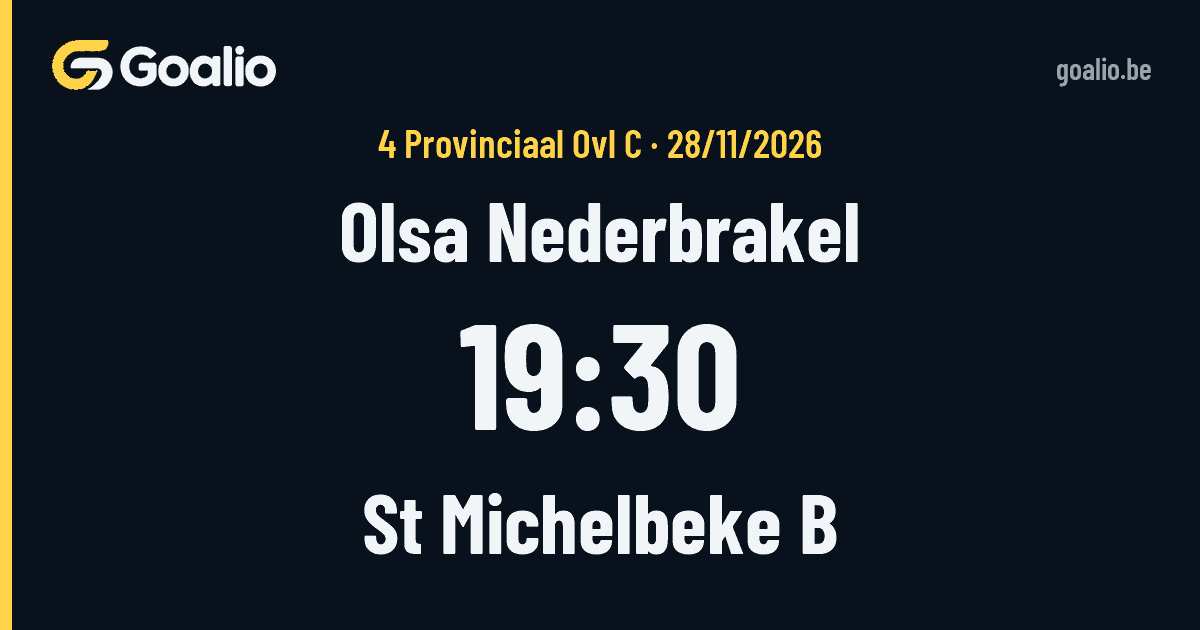 Goalio
goalio.be
4 Provinciaal Ovl C · 28/11/2026
Olsa Nederbrakel
19:30
St Michelbeke B